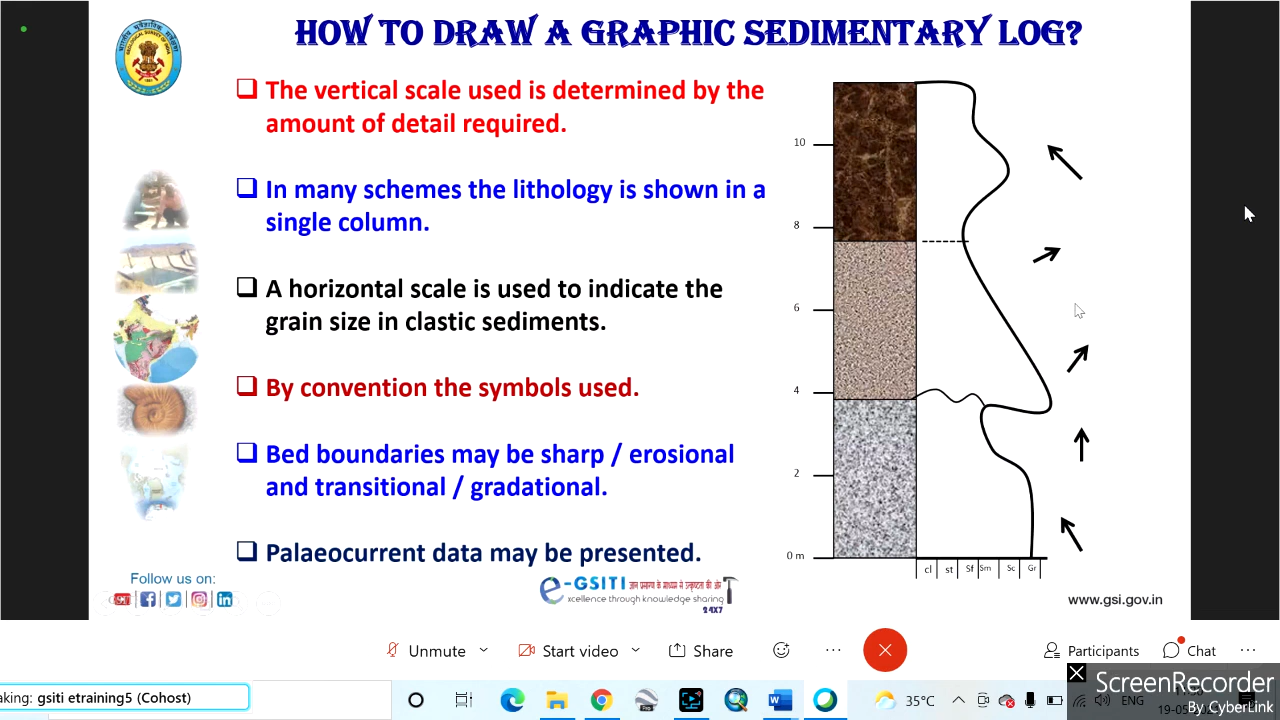 HOW TO DRAW A GRAPHIC SEDIMENTARY LOG?
The vertical scale used is determined by the
amount of detail required.
In many schemes the lithology is shown in a
single column.
A horizontal scale is used to indicate the
grain size in clastic sediments.
By convention the symbols used.
Bed boundaries may be sharp / erosional
and transitional / gradational.
Palaeocurrent data may be presented.
10
8
6
4
2
0 m
cl st Sf Sm Sc Gr
Follow us on:
e-GSITI
xcellence through knowledge sharing
24X7
www.gsi.gov.in
Unmute
Start video
Share
Participants
Chat
aking: gsiti etraining5 (Cohost)
35°C
ENG
ScreenRecorder
By CyberLink